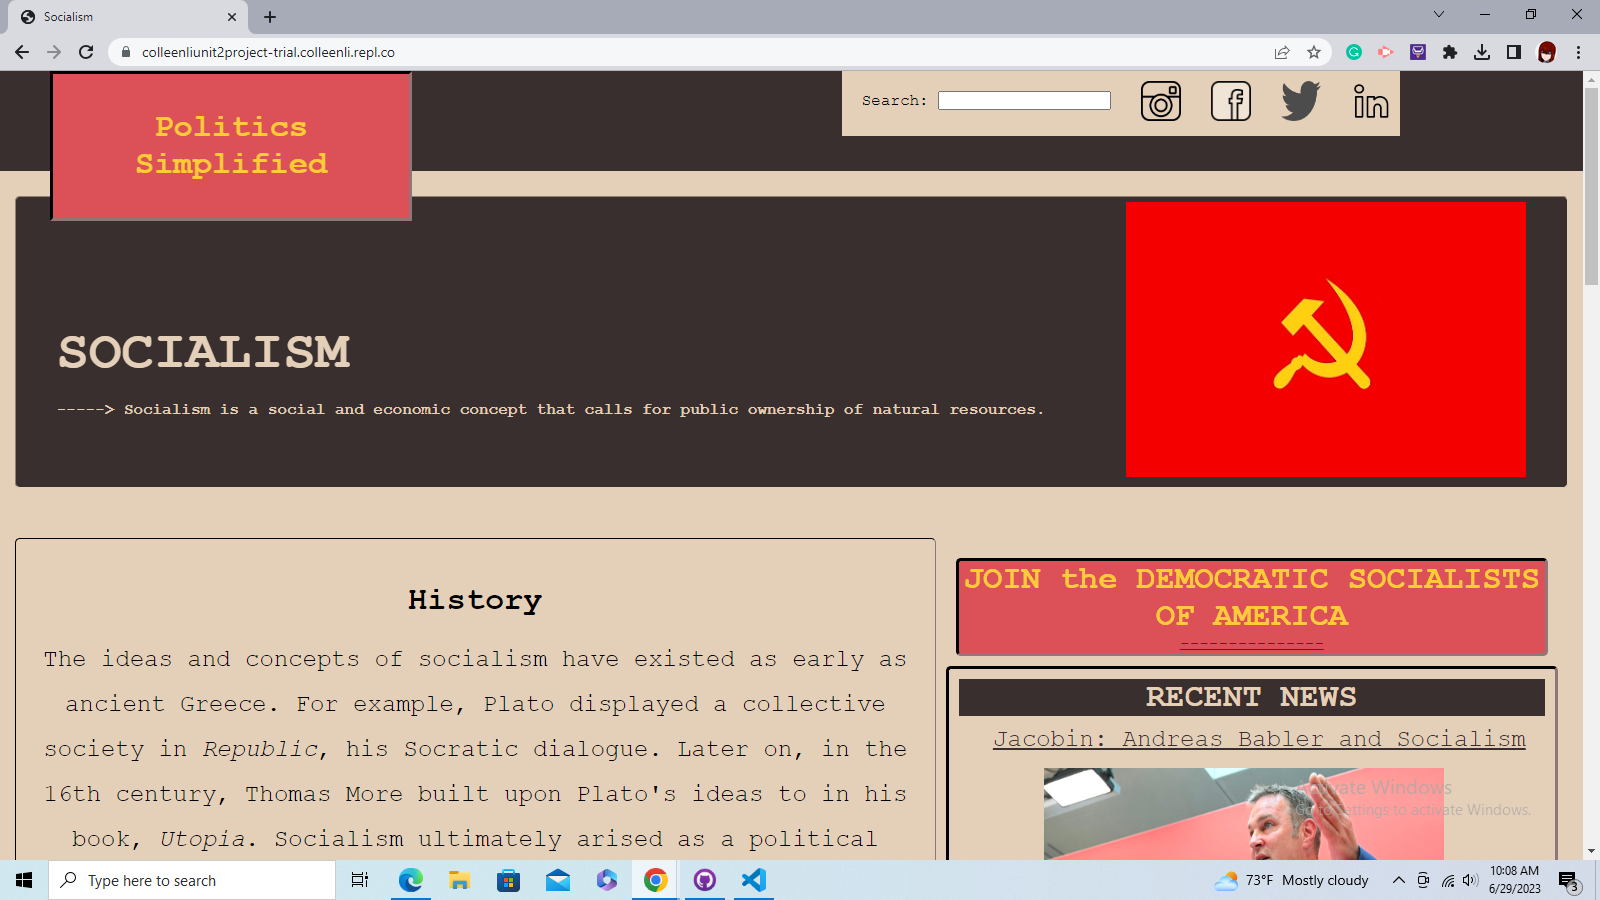 Socialism
colleenliunit2project-trial.colleenli.repl.co
Politics
Simplified
Search:
SOCIALISM
-----> Socialism is a social and economic concept that calls for public ownership of natural resources.
History
The ideas and concepts of socialism have existed as early as
ancient Greece. For example, Plato displayed a collective
society in Republic, his Socratic dialogue. Later on, in the
16th century, Thomas More built upon Plato's ideas to in his
book, Utopia. Socialism ultimately arised as a political
JOIN the DEMOCRATIC SOCIALISTS
OF AMERICA
---------------
RECENT NEWS
Jacobin: Andreas Babler and Socialism
Activate Windows
Go to Settings to activate Windows.
Type here to search
73°F Mostly cloudy
10:08 AM
6/29/2023
3